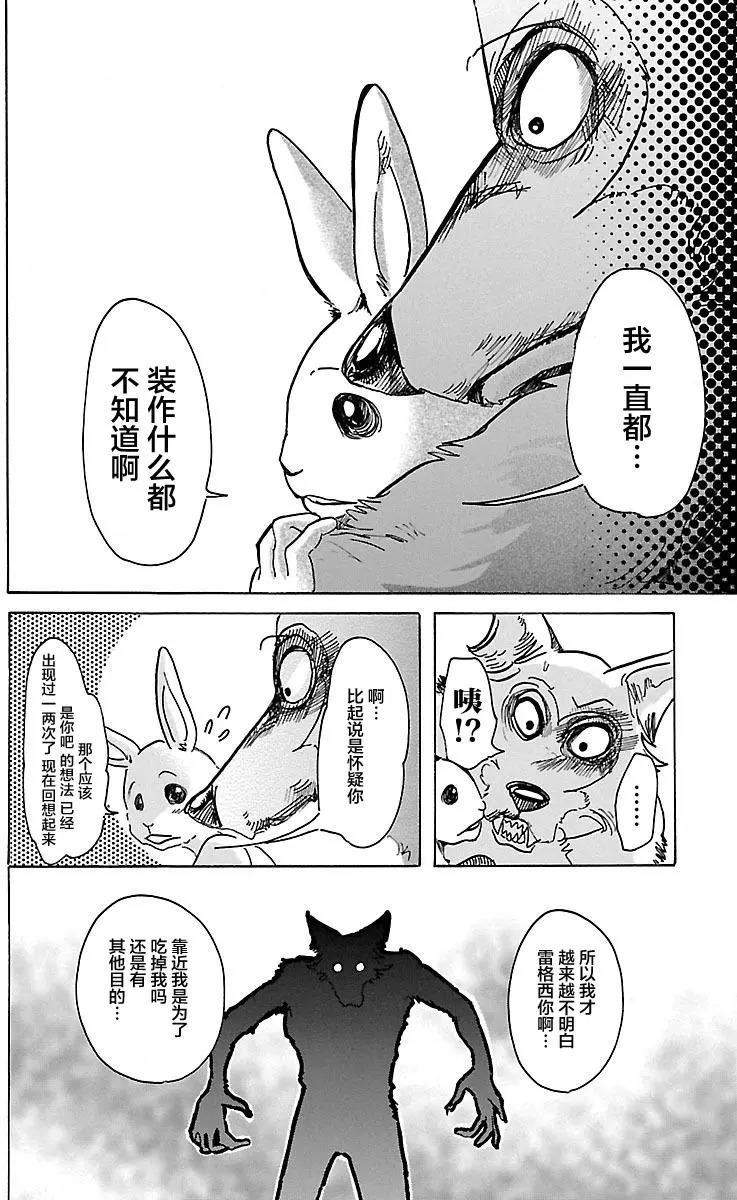 我一直都…
装作什么都
不知道啊
咦!?
……
啊…
比起说是怀疑你
那个应该
是你吧 的想法 已经
出现过 一两次了 现在回想起来
所以我才
越来越不明白
雷格西你啊…
靠近我是为了
吃掉我吗
还是有
其他目的…